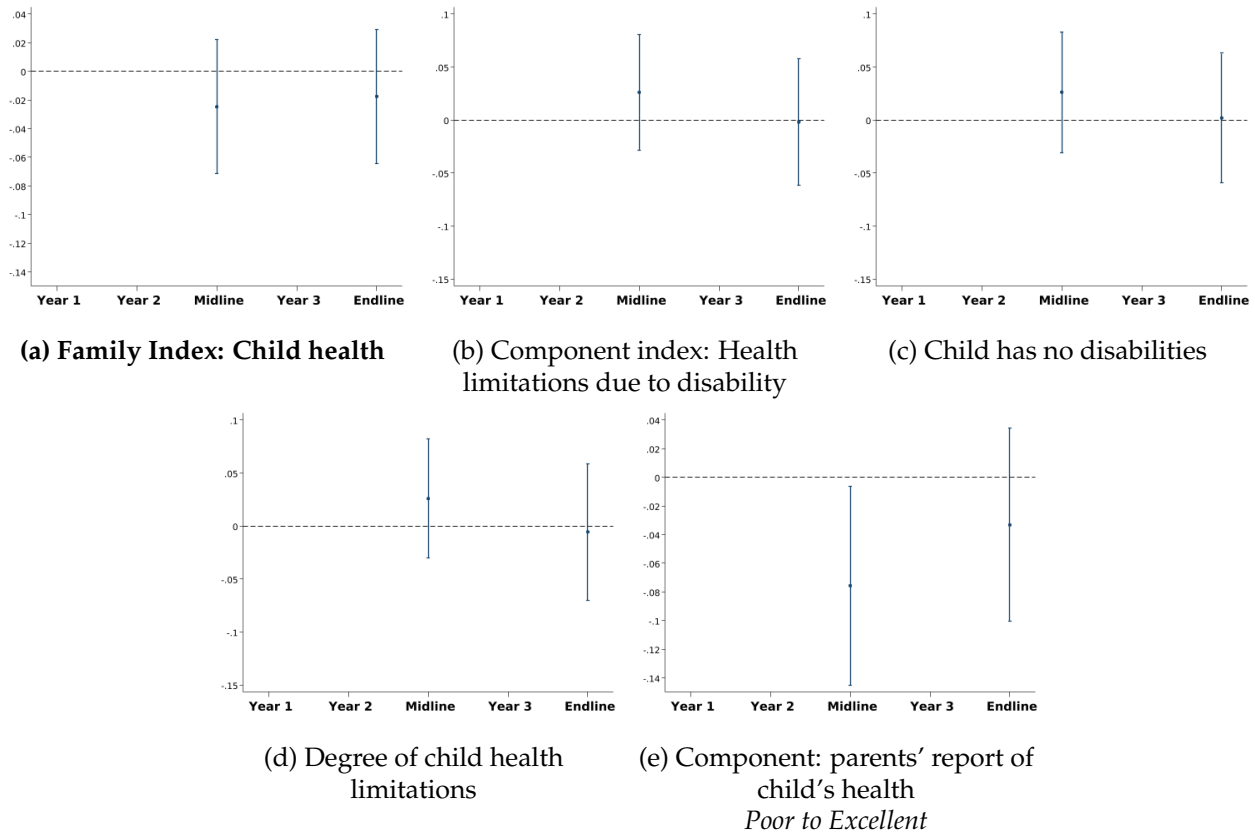 .04
.02
0
-.02
-.04
-.06
-.08
-.1
-.12
-.14
Year 1 Year 2 Midline Year 3 Endline
(a) Family Index: Child health
.1
.05
0
-.05
-.1
-.15
Year 1 Year 2 Midline Year 3 Endline
(b) Component index: Health
limitations due to disability
.1
.05
0
-.05
-.1
-.15
Year 1 Year 2 Midline Year 3 Endline
(c) Child has no disabilities
.1
.05
0
-.05
-.1
-.15
Year 1 Year 2 Midline Year 3 Endline
(d) Degree of child health
limitations
.04
.02
0
-.02
-.04
-.06
-.08
-.1
-.12
-.14
Year 1 Year 2 Midline Year 3 Endline
(e) Component: parents’ report of
child’s health
Poor to Excellent